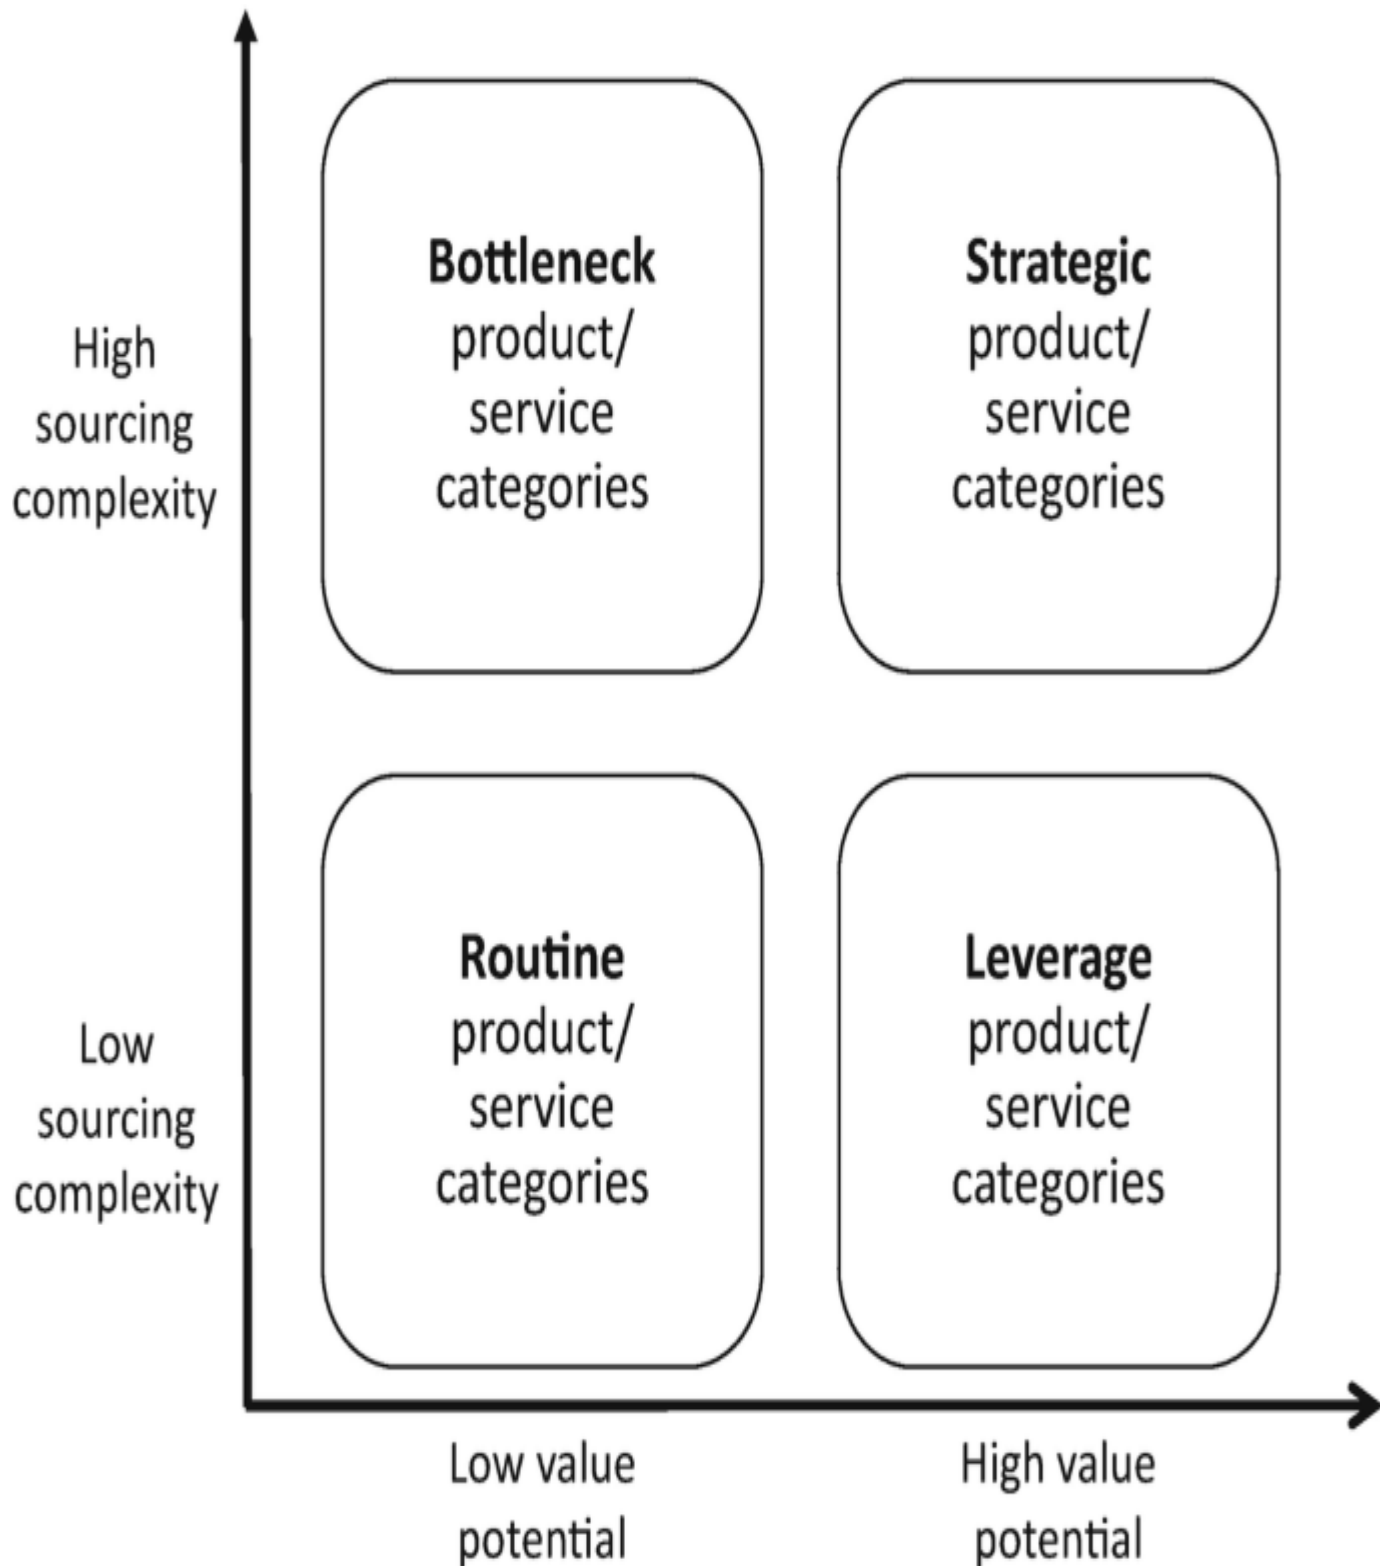 High
sourcing
complexity
Bottleneck
product/
service
categories
Strategic
product/
service
categories
Low
sourcing
complexity
Routine
product/
service
categories
Leverage
product/
service
categories
Low value
potential
High value
potential